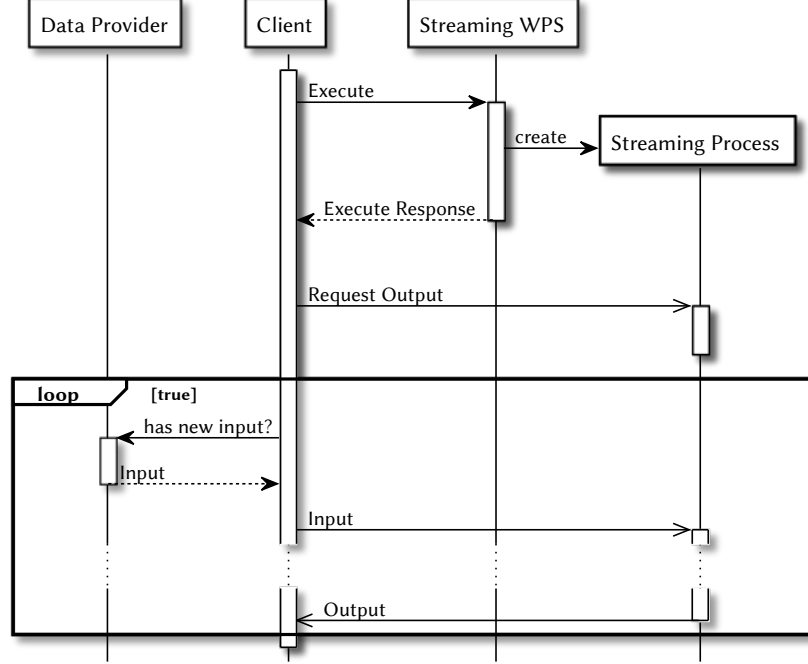 Data Provider
Client
Streaming WPS
Execute
create
Streaming Process
Execute Response
Request Output
loop
[true]
has new input?
Input
Input
Output